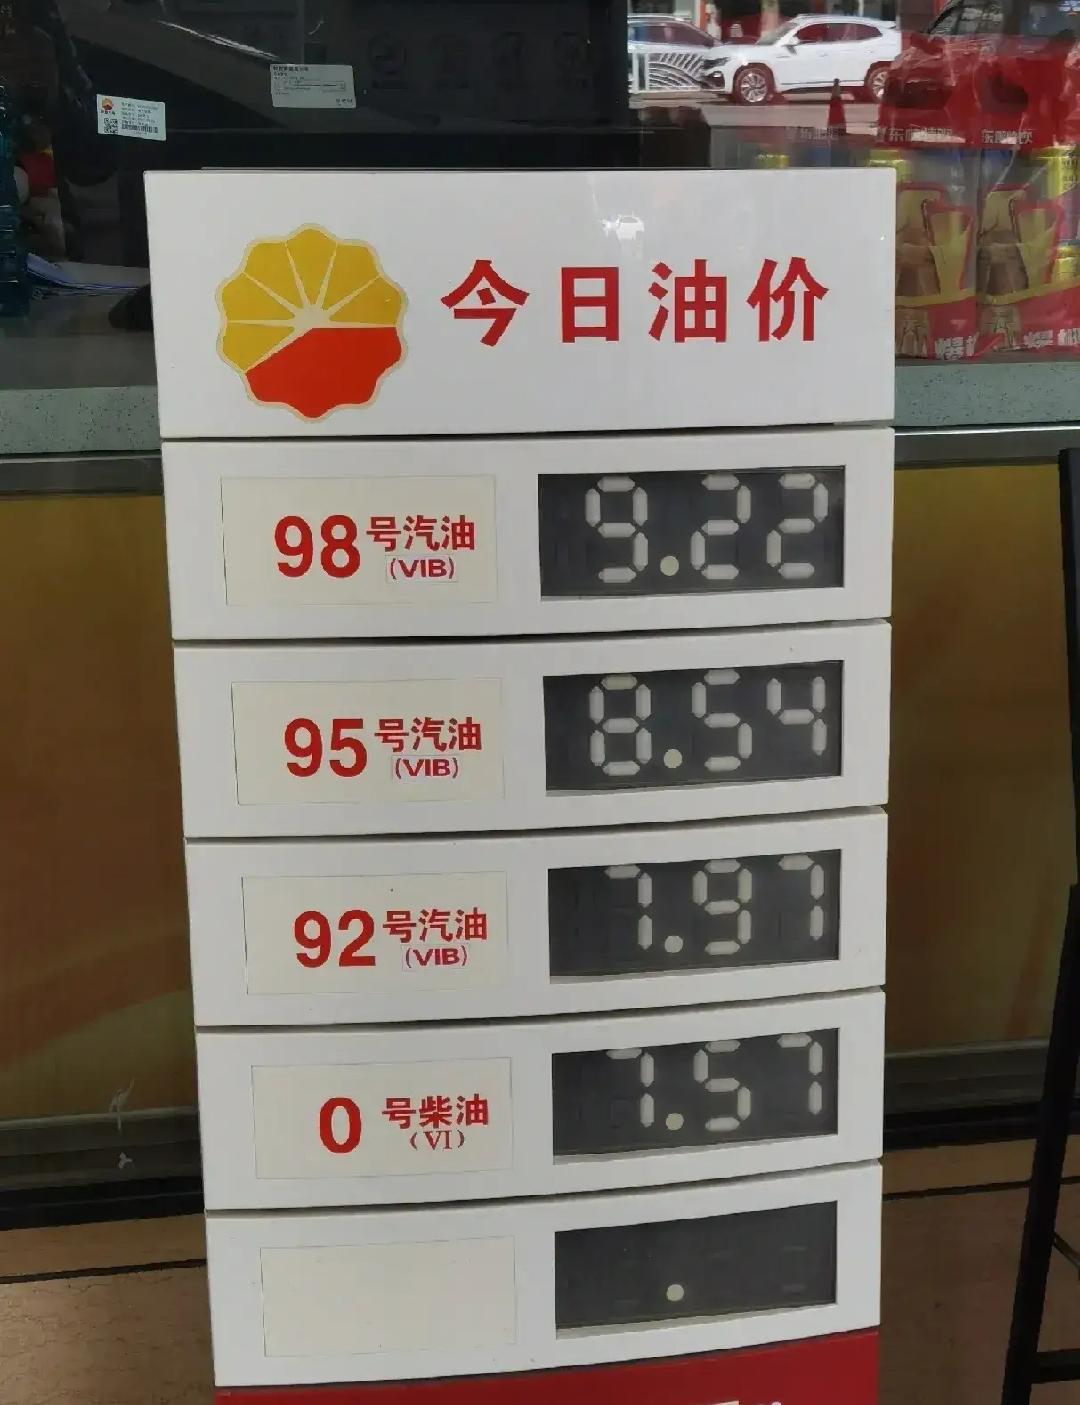 今日油价
98号汽油
(VIB)
9.22
95号汽油
(VIB)
8.54
92号汽油
(VIB)
7.97
0号柴油
(VI)
7.57